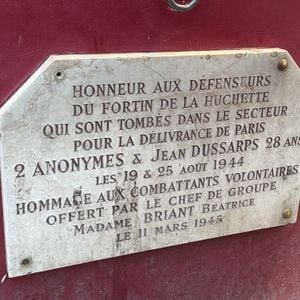 HONNEUR AUX DÉFENSEURS
DU FORTIN DE LA HUCHETTE
QUI SONT TOMBÉS DANS LE SECTEUR
POUR LA DÉLIVRANCE DE PARIS
2 ANONYMES & JEAN DUSSARPS 28 ANS
LES 19 & 25 AOUT 1944
HOMMAGE AUX COMBATTANTS VOLONTAIRES
OFFERT PAR LE CHEF DE GROUPE
MADAME BRIANT BÉATRICE
LE 11 MARS 1945